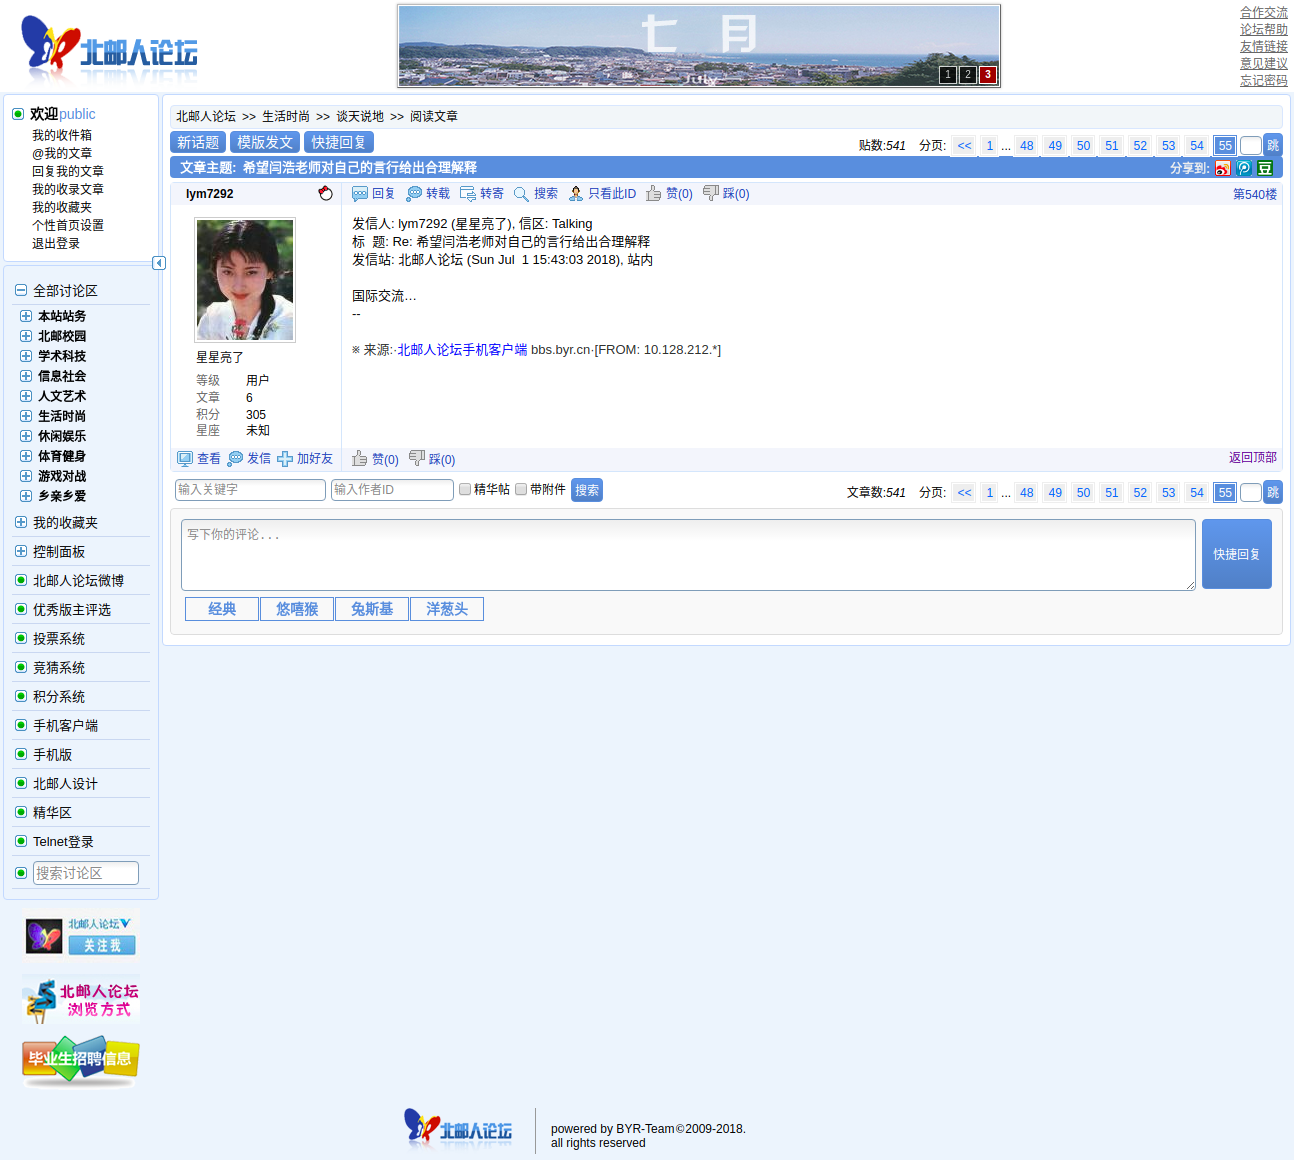 北邮人论坛
七 月
July
1 2 3
合作交流
论坛帮助
友情链接
意见建议
忘记密码
欢迎public
我的收件箱
@我的文章
回复我的文章
我的收录文章
我的收藏夹
个性首页设置
退出登录
全部讨论区
本站站务
北邮校园
学术科技
信息社会
人文艺术
生活时尚
休闲娱乐
体育健身
游戏对战
乡亲乡爱
我的收藏夹
控制面板
北邮人论坛微博
优秀版主评选
投票系统
竞猜系统
积分系统
手机客户端
手机版
北邮人设计
精华区
Telnet登录
搜索讨论区
北邮人论坛
关注我
北邮人论坛
浏览方式
毕业生招聘信息
北邮人论坛 >> 生活时尚 >> 谈天说地 >> 阅读文章
新话题 模版发文 快捷回复 贴数:541 分页: << 1 ... 48 49 50 51 52 53 54 55 跳
文章主题: 希望闫浩老师对自己的言行给出合理解释 分享到: 豆
lym7292 回复 转载 转寄 搜索 只看此ID 赞(0) 踩(0) 第540楼
星星亮了
等级 用户
文章 6
积分 305
星座 未知
发信人: lym7292 (星星亮了), 信区: Talking
标 题: Re: 希望闫浩老师对自己的言行给出合理解释
发信站: 北邮人论坛 (Sun Jul 1 15:43:03 2018), 站内
国际交流…
--
※ 来源:·北邮人论坛手机客户端 bbs.byr.cn·[FROM: 10.128.212.*]
查看 发信 加好友 赞(0) 踩(0) 返回顶部
输入关键字 输入作者ID 精华帖 带附件 搜索 文章数:541 分页: << 1 ... 48 49 50 51 52 53 54 55 跳
写下你的评论...
快捷回复
经典 悠嘻猴 兔斯基 洋葱头
北邮人论坛
powered by BYR-Team©2009-2018.
all rights reserved